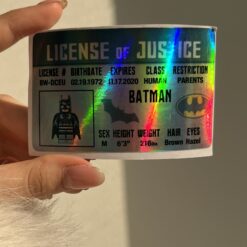 LICENSE OF JUSTICE
LICENSE # BIRTHDATE EXPIRES CLASS RESTRICTION
BW-DCEU 02.19.1972 11.17.2020 HUMAN PARENTS
BATMAN
SEX HEIGHT WEIGHT HAIR EYES
M 6'3" 216lbs Brown Hazel